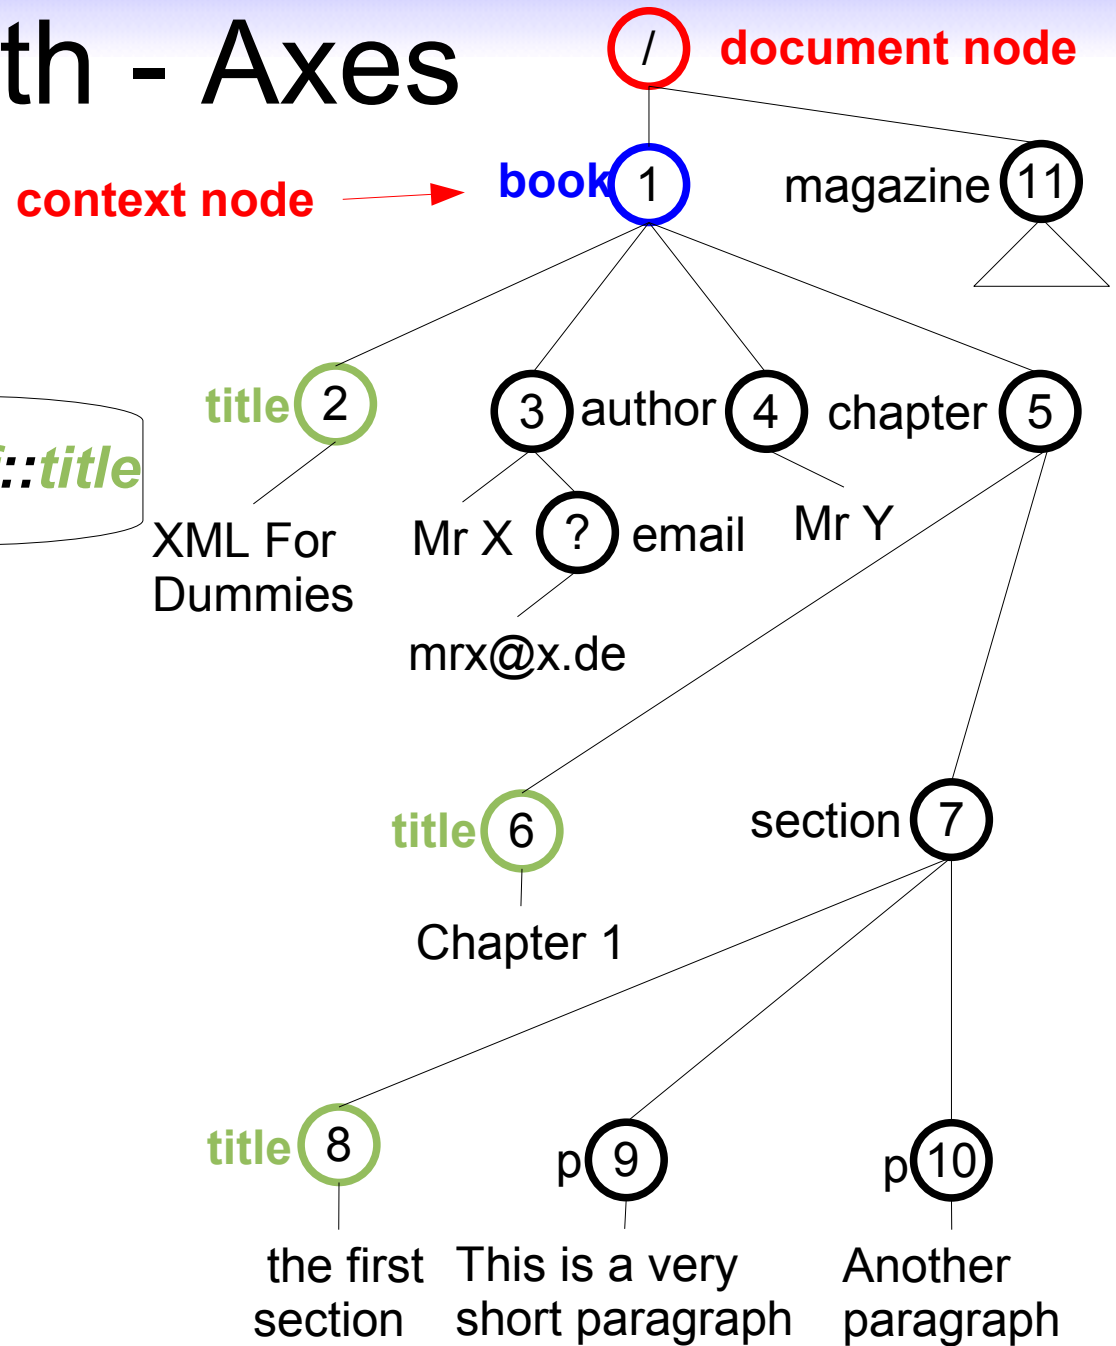 th - Axes
/
document node
context node
book
1
magazine
11
title
2
3
author
4
chapter
5
::title
XML For
Dummies
Mr X
?
email
Mr Y
mrx@x.de
title
6
section
7
Chapter 1
title
8
p
9
p
10
the first
section
This is a very
short paragraph
Another
paragraph